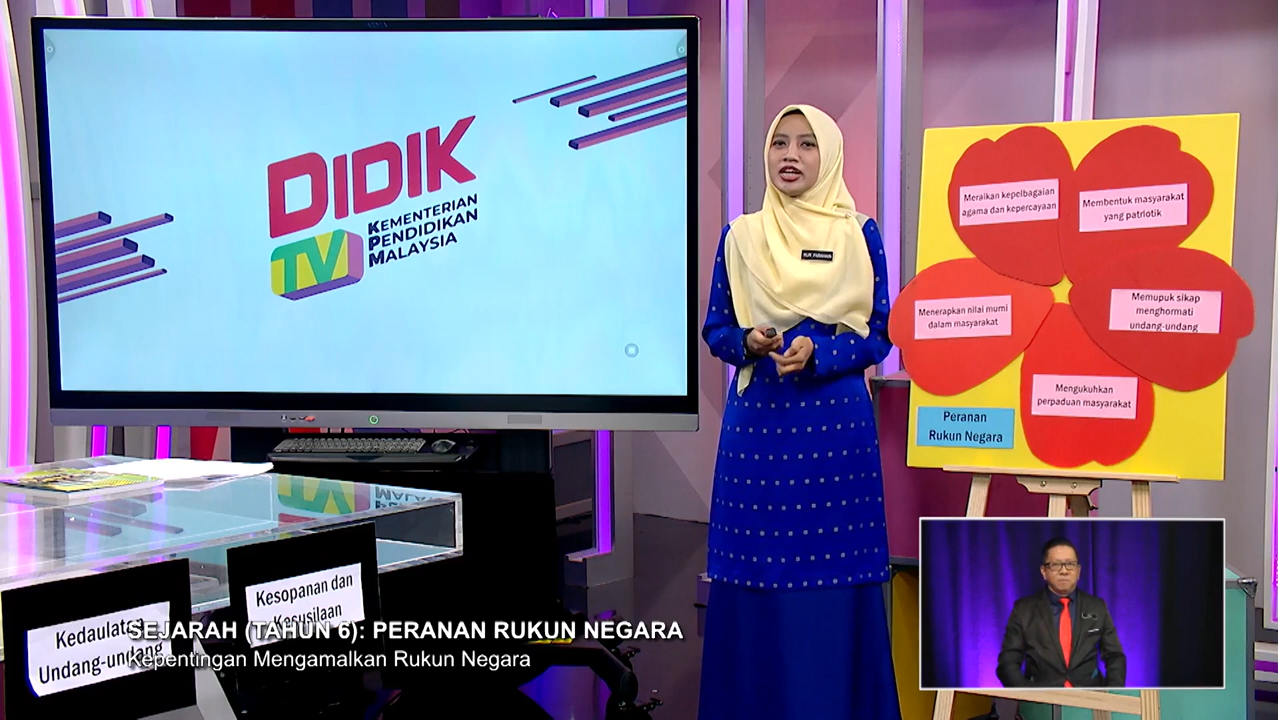 DIDIK
TV
KEMENTERIAN
PENDIDIKAN
MALAYSIA
Meraikan kepelbagaian
agama dan kepercayaan
Membentuk masyarakat
yang patriotik
Menerapkan nilai murni
dalam masyarakat
Memupuk sikap
menghormati
undang-undang
Mengukuhkan
perpaduan masyarakat
Peranan
Rukun Negara
Undang-undang
Kesopanan dan
Kesusilaan
SEJARAH (TAHUN 6): PERANAN RUKUN NEGARA
Kepentingan Mengamalkan Rukun Negara